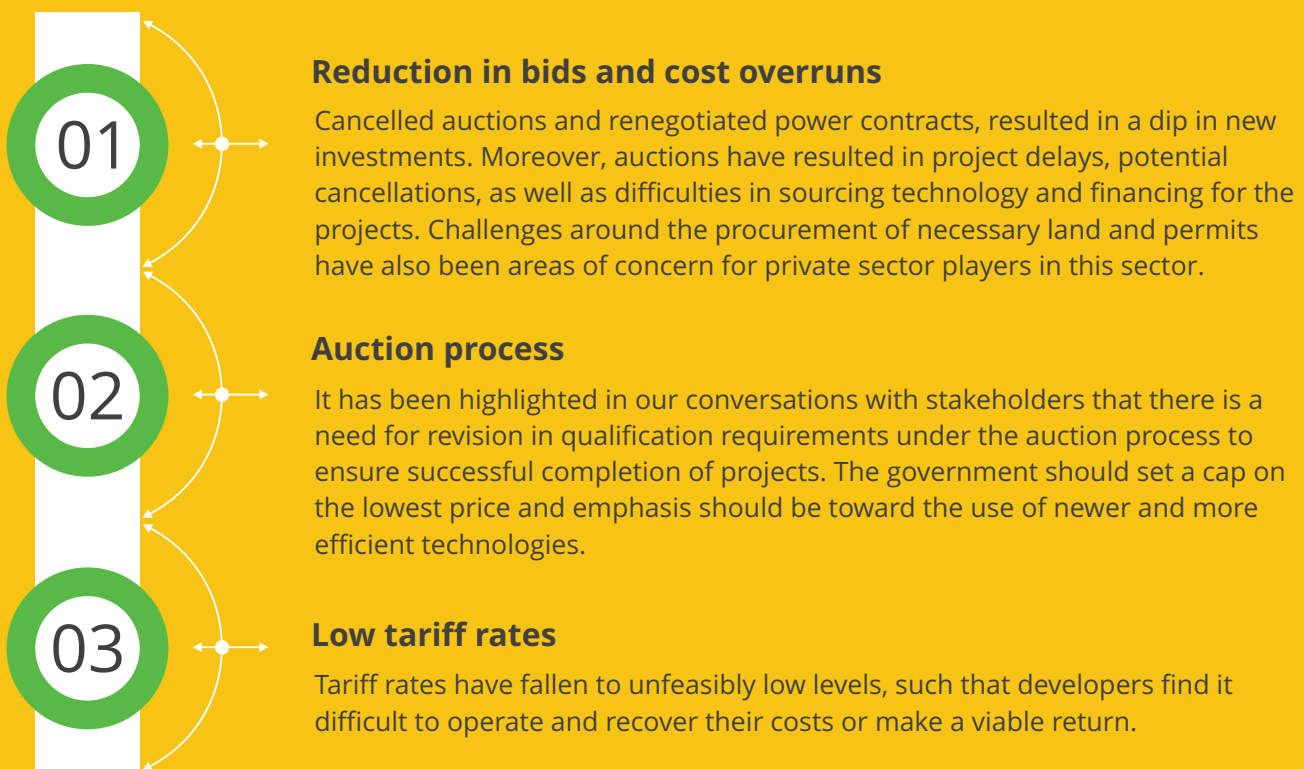 01
Reduction in bids and cost overruns
Cancelled auctions and renegotiated power contracts, resulted in a dip in new
investments. Moreover, auctions have resulted in project delays, potential
cancellations, as well as difficulties in sourcing technology and financing for the
projects. Challenges around the procurement of necessary land and permits
have also been areas of concern for private sector players in this sector.
02
Auction process
It has been highlighted in our conversations with stakeholders that there is a
need for revision in qualification requirements under the auction process to
ensure successful completion of projects. The government should set a cap on
the lowest price and emphasis should be toward the use of newer and more
efficient technologies.
03
Low tariff rates
Tariff rates have fallen to unfeasibly low levels, such that developers find it
difficult to operate and recover their costs or make a viable return.